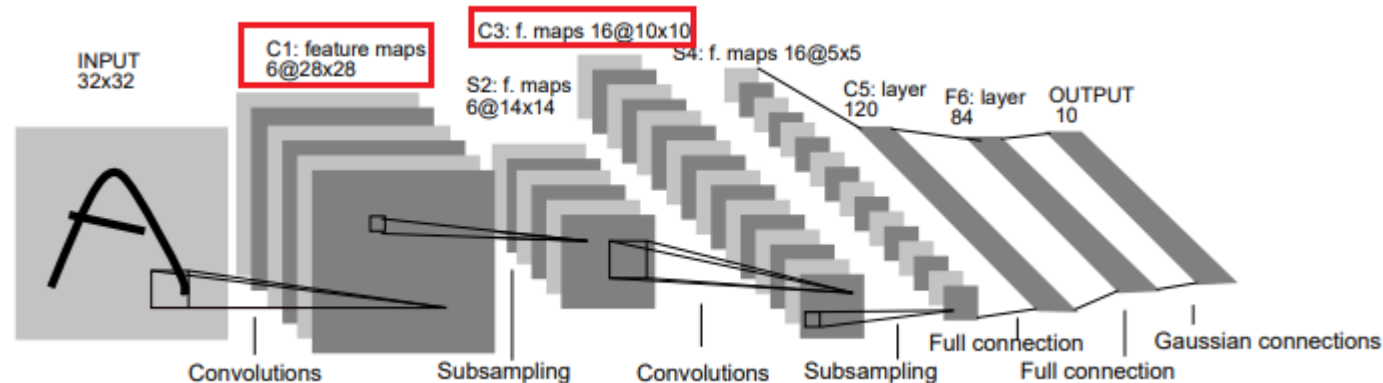 INPUT
32x32
C1: feature maps
6@28x28
S2: f. maps
6@14x14
C3: f. maps 16@10x10
S4: f. maps 16@5x5
C5: layer
120
F6: layer
84
OUTPUT
10
Convolutions
Subsampling
Convolutions
Subsampling
Full connection
Full connection
Gaussian connections